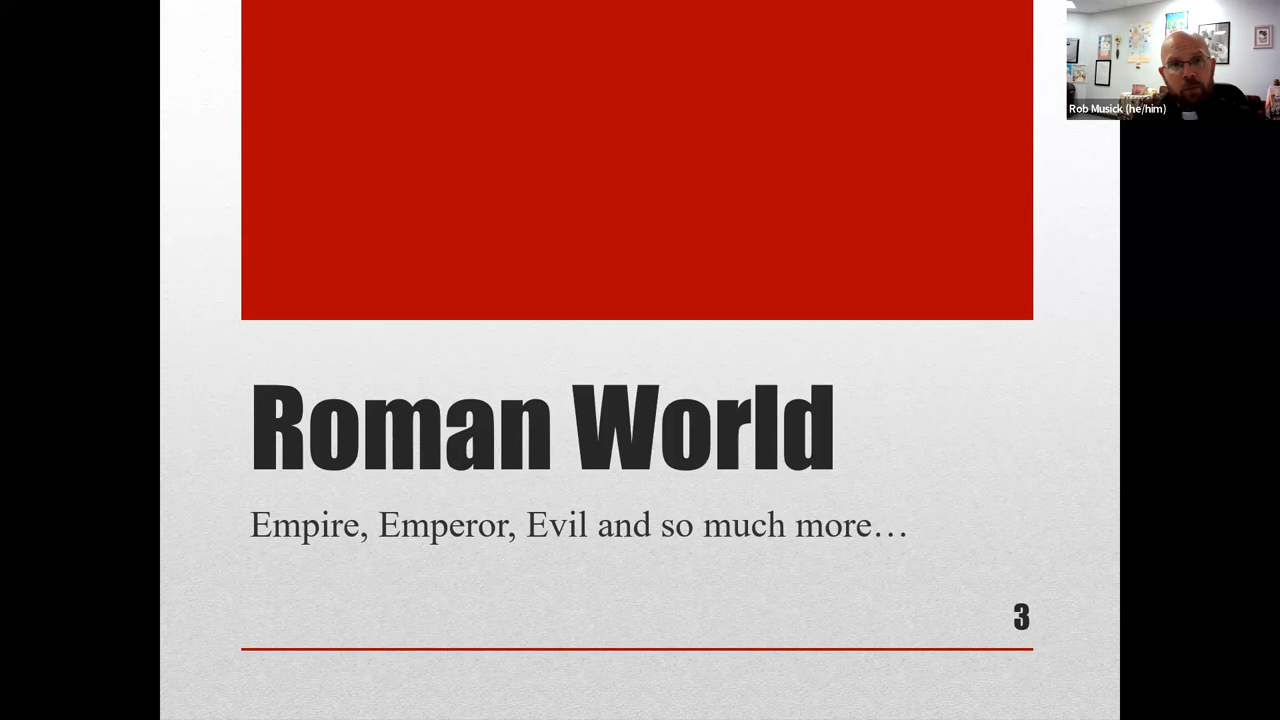 Rob Musick (he/him)
Roman World
Empire, Emperor, Evil and so much more…
3